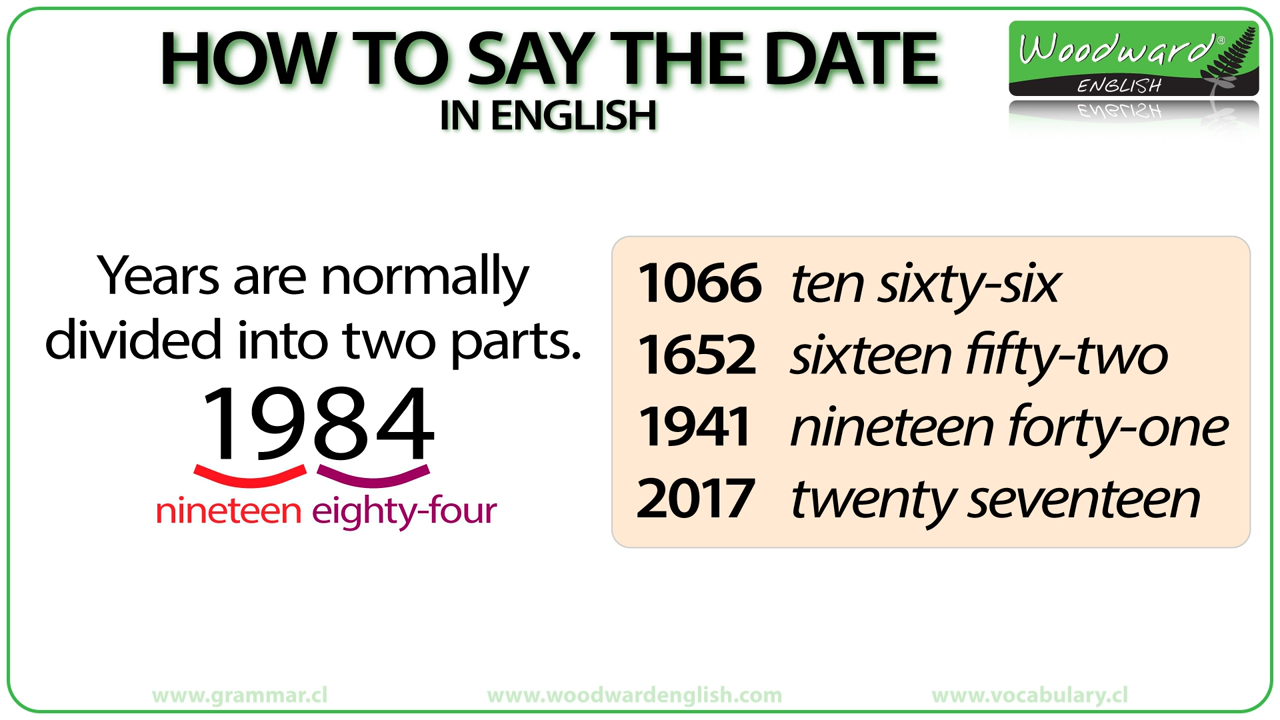 HOW TO SAY THE DATE
IN ENGLISH
Woodward®
ENGLISH
Years are normally
divided into two parts.
1984
nineteen eighty-four
1066 ten sixty-six
1652 sixteen fifty-two
1941 nineteen forty-one
2017 twenty seventeen
www.grammar.cl www.woodwardenglish.com www.vocabulary.cl